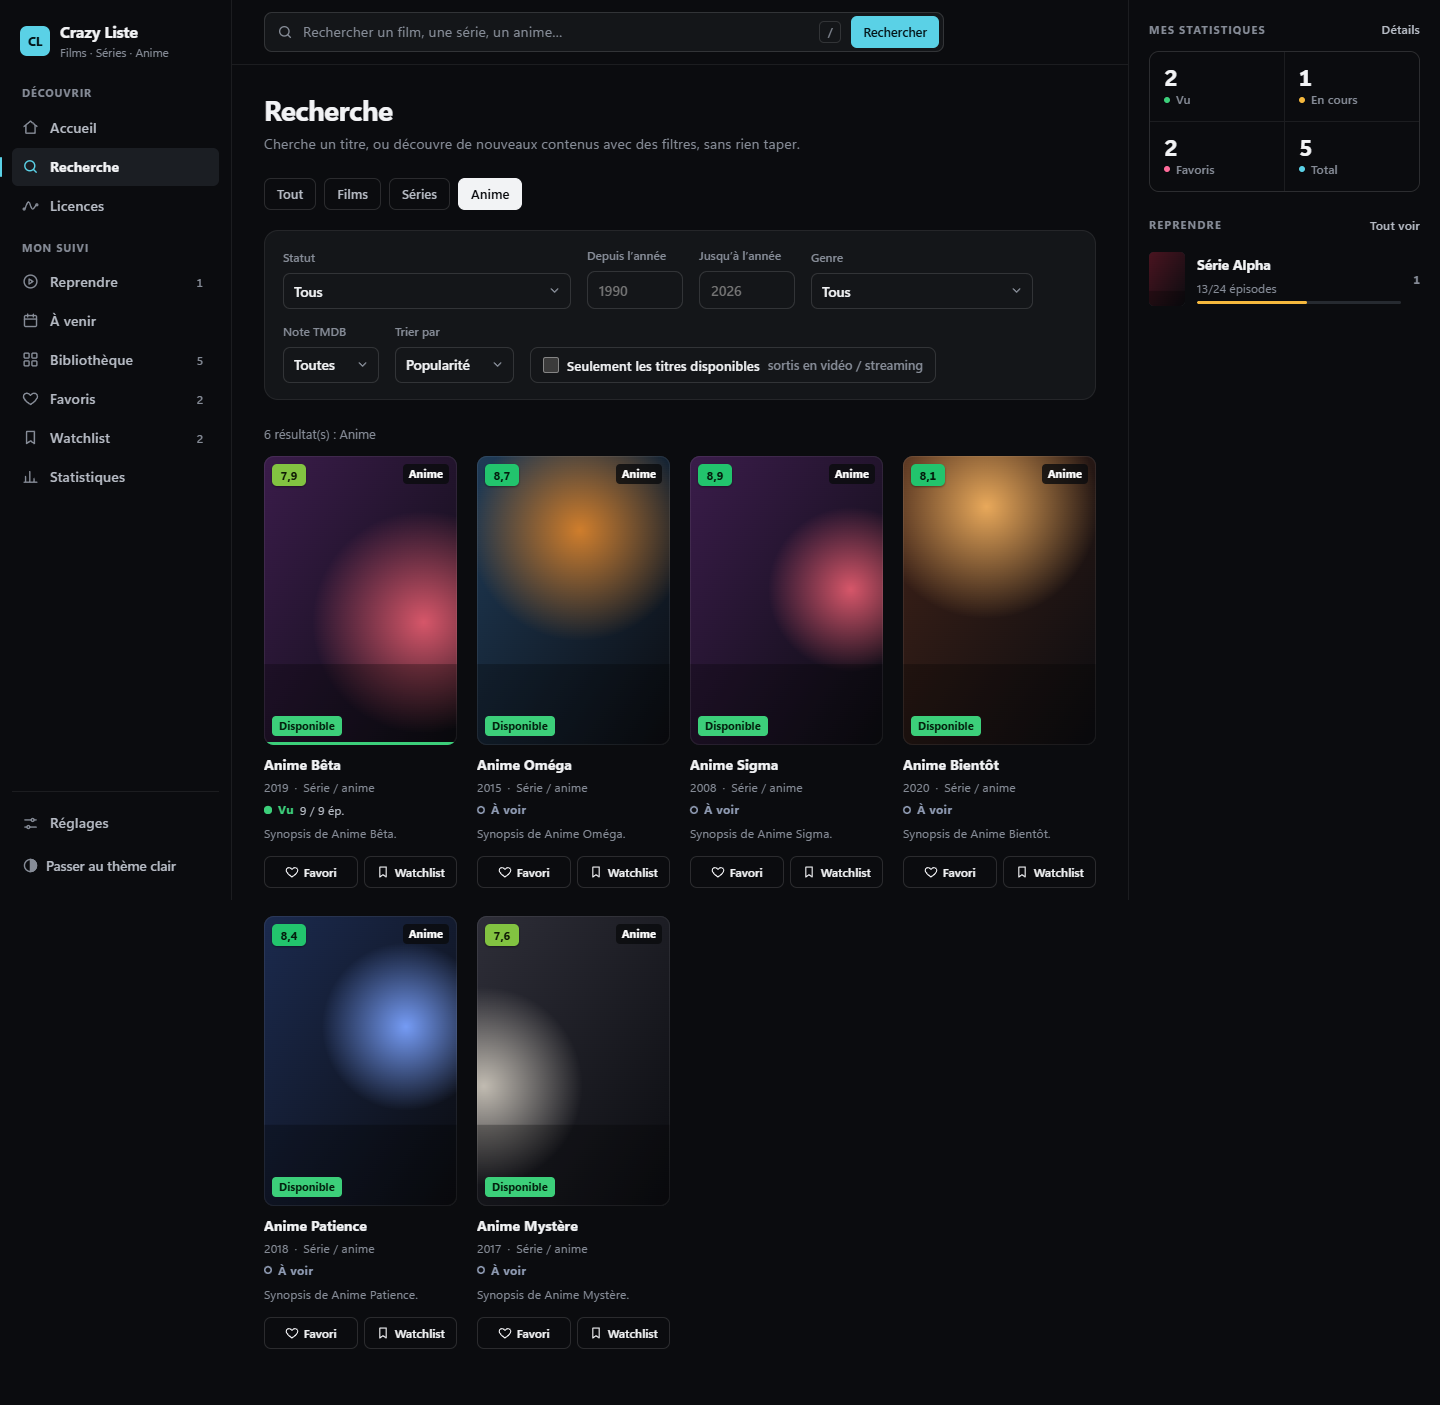 CL
Crazy Liste
Films · Séries · Anime
DÉCOUVRIR
Accueil
Recherche
Licences
MON SUIVI
Reprendre 1
À venir
Bibliothèque 5
Favoris 2
Watchlist 2
Statistiques
Réglages
Passer au thème clair
Rechercher un film, une série, un anime... / Rechercher
Recherche
Cherche un titre, ou découvre de nouveaux contenus avec des filtres, sans rien taper.
Tout Films Séries Anime
Statut Depuis l'année Jusqu'à l'année Genre
Tous 1990 2026 Tous
Note TMDB Trier par
Toutes Popularité Seulement les titres disponibles sortis en vidéo / streaming
6 résultat(s) : Anime
7,9 Anime 8,7 Anime 8,9 Anime 8,1 Anime
Disponible Disponible Disponible Disponible
Anime Bêta Anime Oméga Anime Sigma Anime Bientôt
2019 · Série / anime 2015 · Série / anime 2008 · Série / anime 2020 · Série / anime
Vu 9 / 9 ép. À voir À voir À voir
Synopsis de Anime Bêta. Synopsis de Anime Oméga. Synopsis de Anime Sigma. Synopsis de Anime Bientôt.
Favori Watchlist Favori Watchlist Favori Watchlist Favori Watchlist
8,4 Anime 7,6 Anime
Disponible Disponible
Anime Patience Anime Mystère
2018 · Série / anime 2017 · Série / anime
À voir À voir
Synopsis de Anime Patience. Synopsis de Anime Mystère.
Favori Watchlist Favori Watchlist
MES STATISTIQUES Détails
2 1
Vu En cours
2 5
Favoris Total
REPRENDRE Tout voir
Série Alpha
13/24 épisodes 1